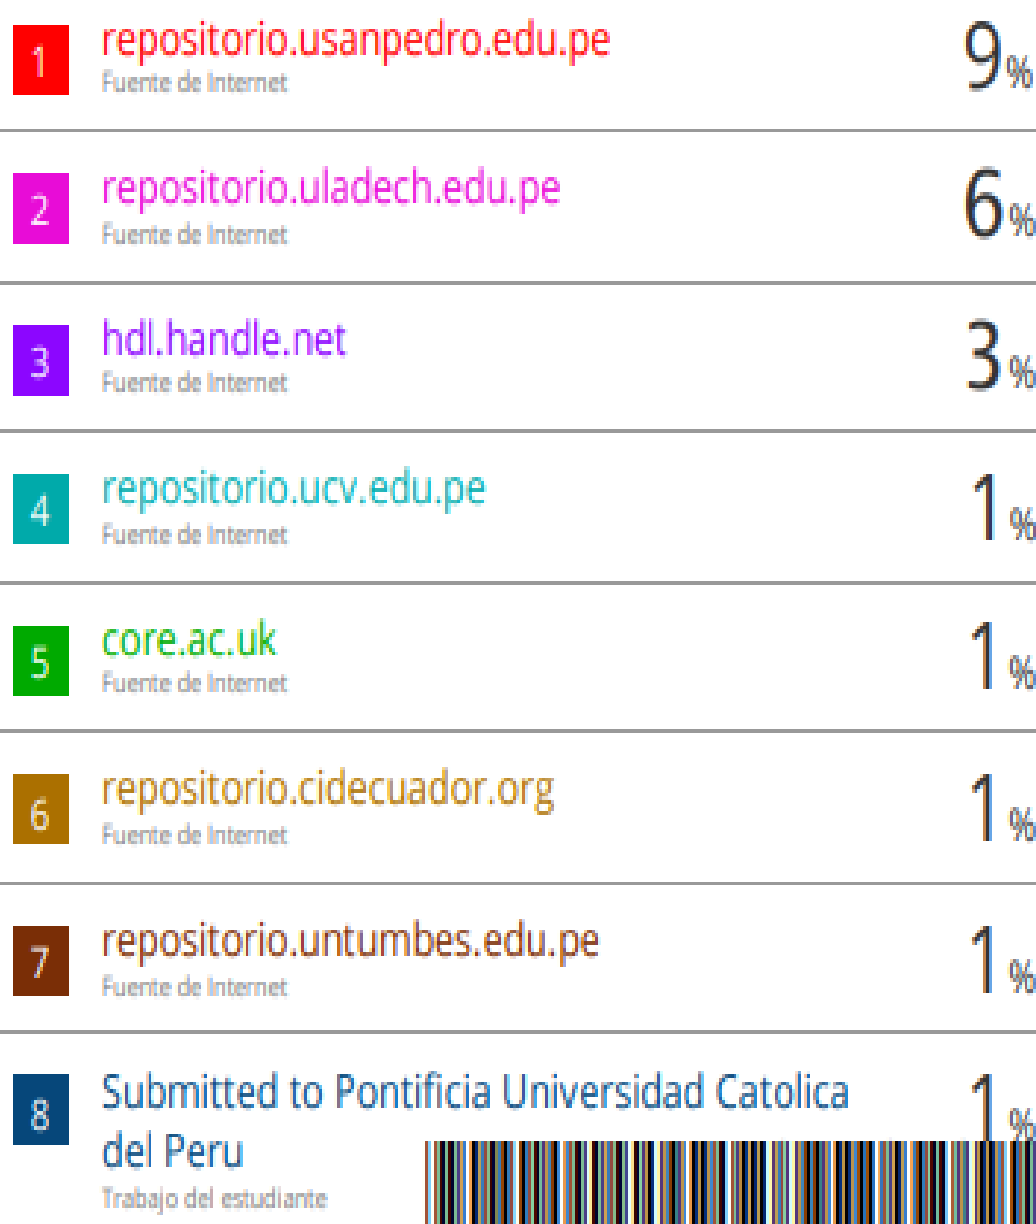 1 repositorio.usanpedro.edu.pe 9%
Fuente de Internet
2 repositorio.uladech.edu.pe 6%
Fuente de Internet
3 hdl.handle.net 3%
Fuente de Internet
4 repositorio.ucv.edu.pe 1%
Fuente de Internet
5 core.ac.uk 1%
Fuente de Internet
6 repositorio.cidecuador.org 1%
Fuente de Internet
7 repositorio.untumbes.edu.pe 1%
Fuente de Internet
8 Submitted to Pontificia Universidad Catolica 1%
del Peru
Trabajo del estudiante